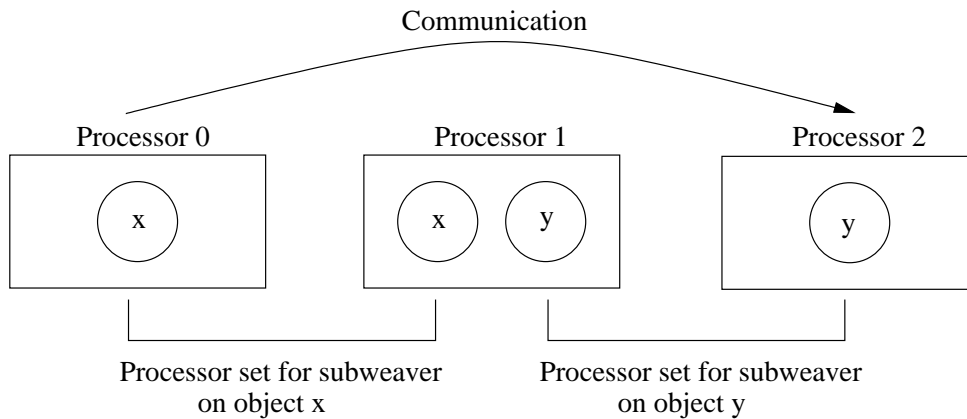 Communication
Processor 0
Processor 1
Processor 2
x
x
y
y
Processor set for subweaver
on object x
Processor set for subweaver
on object y